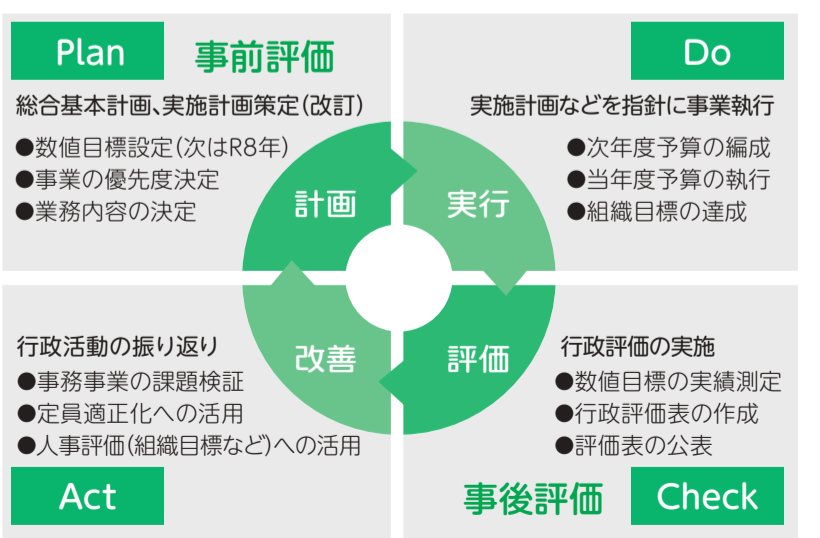 Plan
事前評価
総合基本計画、実施計画策定(改訂)
●数値目標設定(次はR8年)
●事業の優先度決定
●業務内容の決定
計画
Do
実施計画などを指針に事業執行
●次年度予算の編成
●当年度予算の執行
●組織目標の達成
実行
行政活動の振り返り
●事務事業の課題検証
●定員適正化への活用
●人事評価(組織目標など)への活用
改善
Act
評価
行政評価の実施
●数値目標の実績測定
●行政評価表の作成
●評価表の公表
事後評価
Check